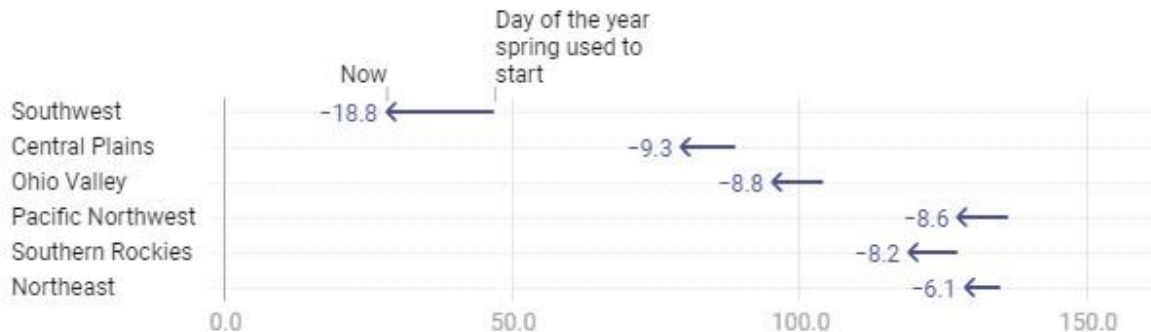 Day of the year
spring used to
start
Now
Southwest
−18.8
Central Plains
−9.3
Ohio Valley
−8.8
Pacific Northwest
−8.6
Southern Rockies
−8.2
Northeast
−6.1
0.0 50.0 100.0 150.0